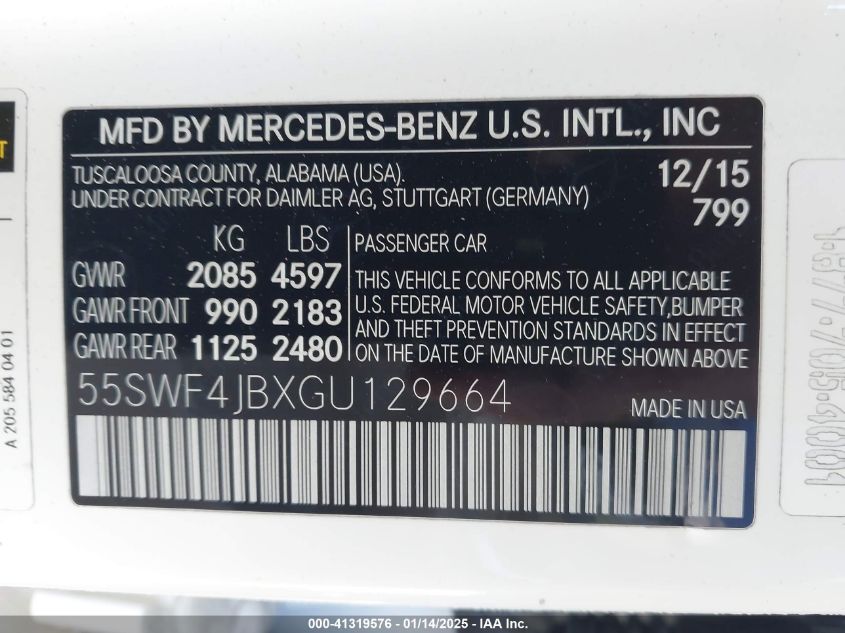 MFD BY MERCEDES-BENZ U.S. INTL., INC
TUSCALOOSA COUNTY, ALABAMA (USA).
UNDER CONTRACT FOR DAIMLER AG, STUTTGART (GERMANY)
12/15
799
KG LBS
GVWR 2085 4597
GAWR FRONT 990 2183
GAWR REAR 1125 2480
PASSENGER CAR
THIS VEHICLE CONFORMS TO ALL APPLICABLE
U.S. FEDERAL MOTOR VEHICLE SAFETY,BUMPER
AND THEFT PREVENTION STANDARDS IN EFFECT
ON THE DATE OF MANUFACTURE SHOWN ABOVE
55SWF4JBXGU129664
MADE IN USA
A 205 584 04 01
000-41319576 - 01/14/2025 - IAA Inc.